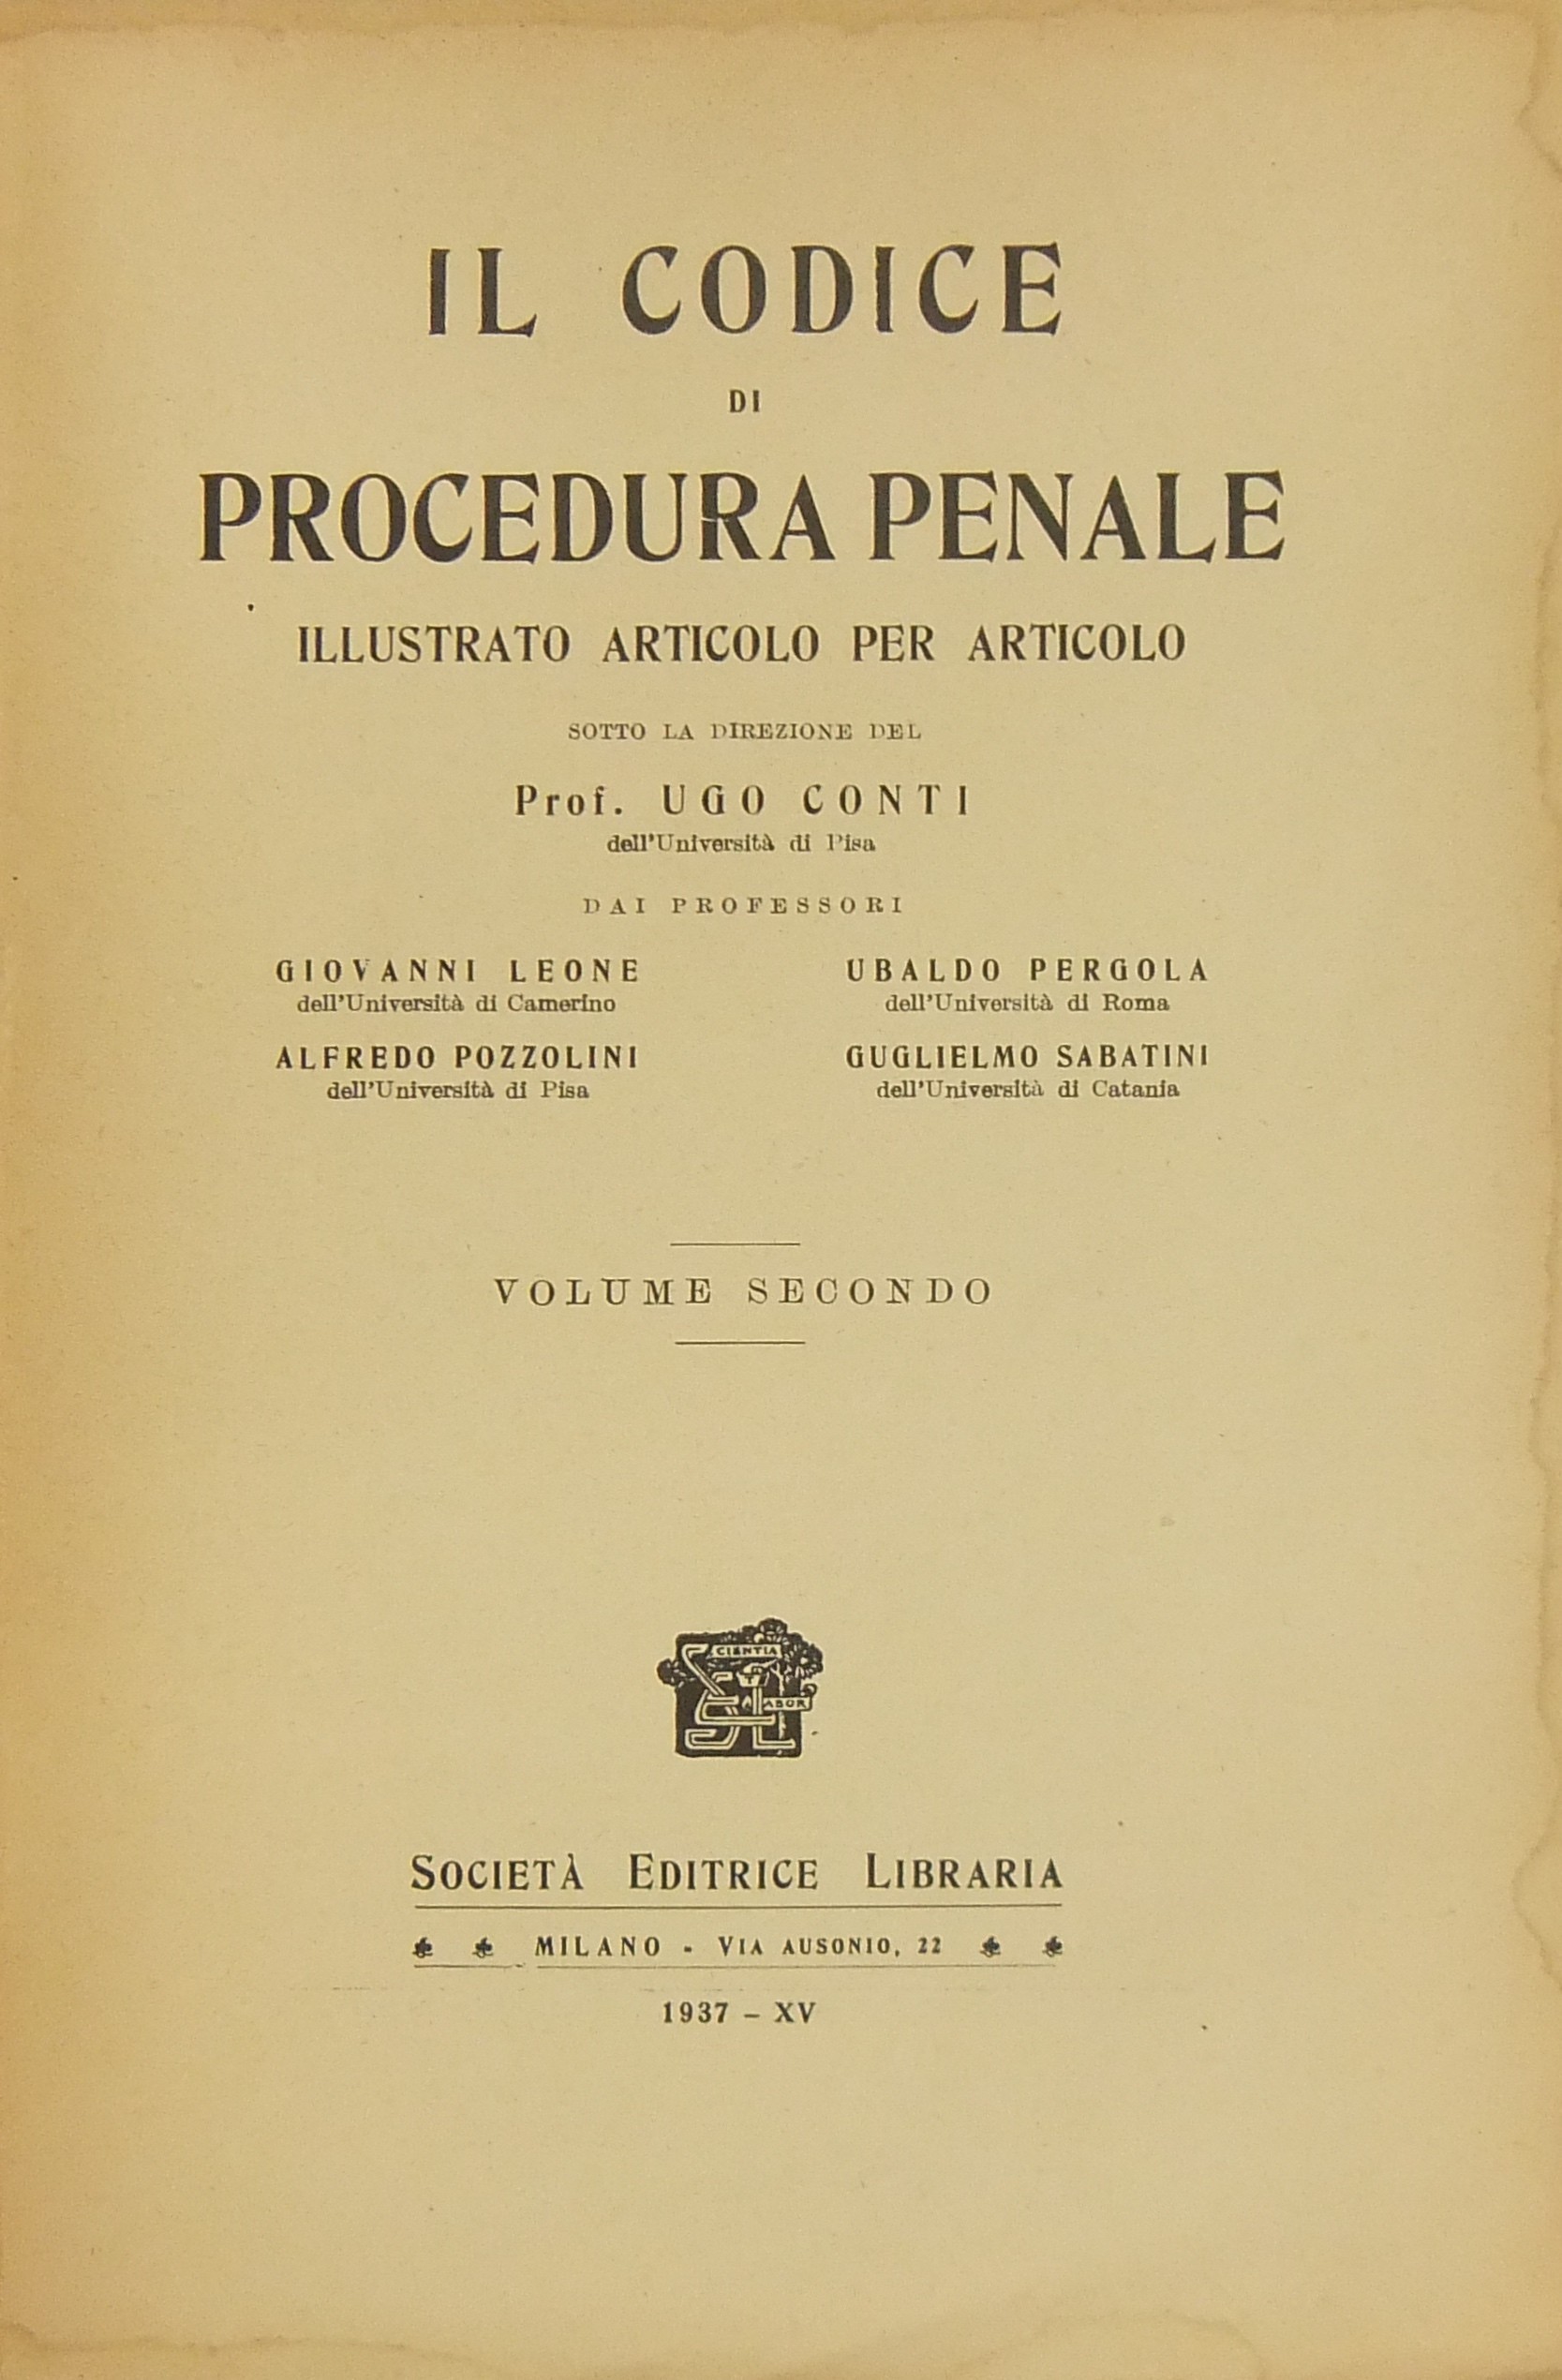 IL CODICE
DI
PROCEDURA PENALE
ILLUSTRATO ARTICOLO PER ARTICOLO
SOTTO LA DIREZIONE DEL
Prof. UGO CONTI
dell'Università di Pisa
DAI PROFESSORI
GIOVANNI LEONE
dell'Università di Camerino
UBALDO PERGOLA
dell'Università di Roma
ALFREDO POZZOLINI
dell'Università di Pisa
GUGLIELMO SABATINI
dell'Università di Catania
VOLUME SECONDO
SCIENTIA
LABOR
SEL
SOCIETÀ EDITRICE LIBRARIA
MILANO - VIA AUSONIO, 22
1937 - XV